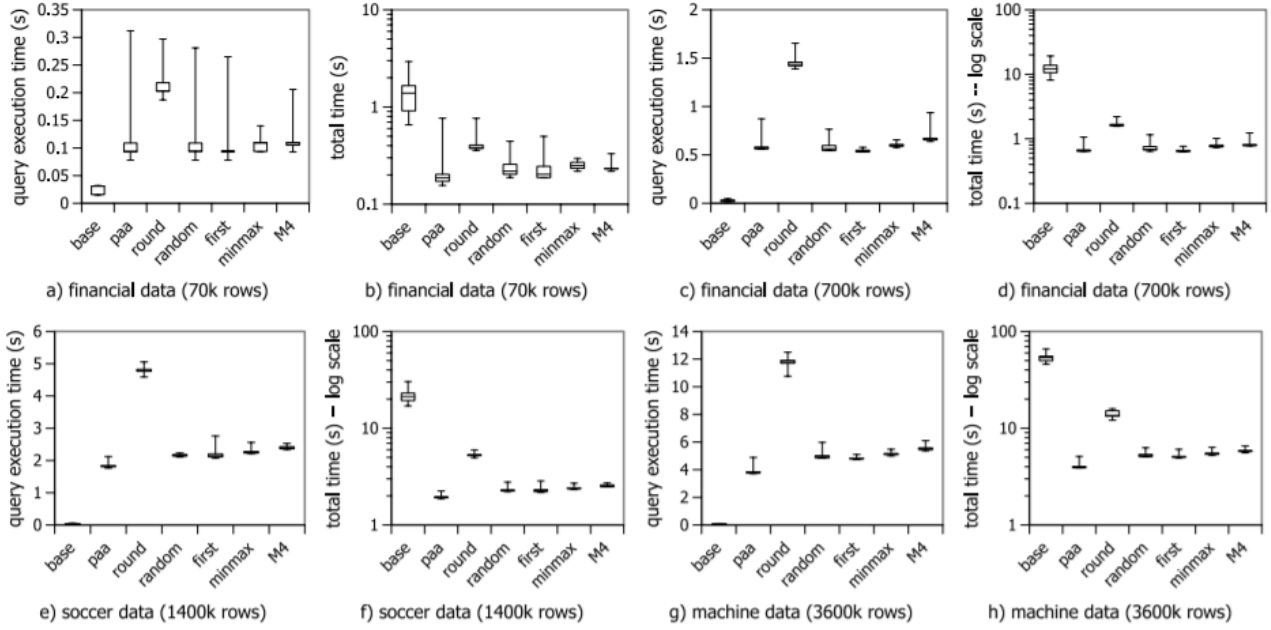 query execution time (s)
0.35
0.3
0.25
0.2
0.15
0.1
0.05
0
base
paa
round
random
first
minmax
M4
a) financial data (70k rows)
total time (s)
10
1
0.1
base
paa
round
random
first
minmax
M4
b) financial data (70k rows)
query execution time (s)
2
1.5
1
0.5
0
base
paa
round
random
first
minmax
M4
c) financial data (700k rows)
total time (s) -- log scale
100
10
1
0.1
base
paa
round
random
first
minmax
M4
d) financial data (700k rows)
query execution time (s)
6
5
4
3
2
1
0
base
paa
round
random
first
minmax
M4
e) soccer data (1400k rows)
total time (s) – log scale
100
10
1
base
paa
round
random
first
minmax
M4
f) soccer data (1400k rows)
query execution time (s)
14
12
10
8
6
4
2
0
base
paa
round
random
first
minmax
M4
g) machine data (3600k rows)
total time (s) – log scale
100
10
1
base
paa
round
random
first
minmax
M4
h) machine data (3600k rows)